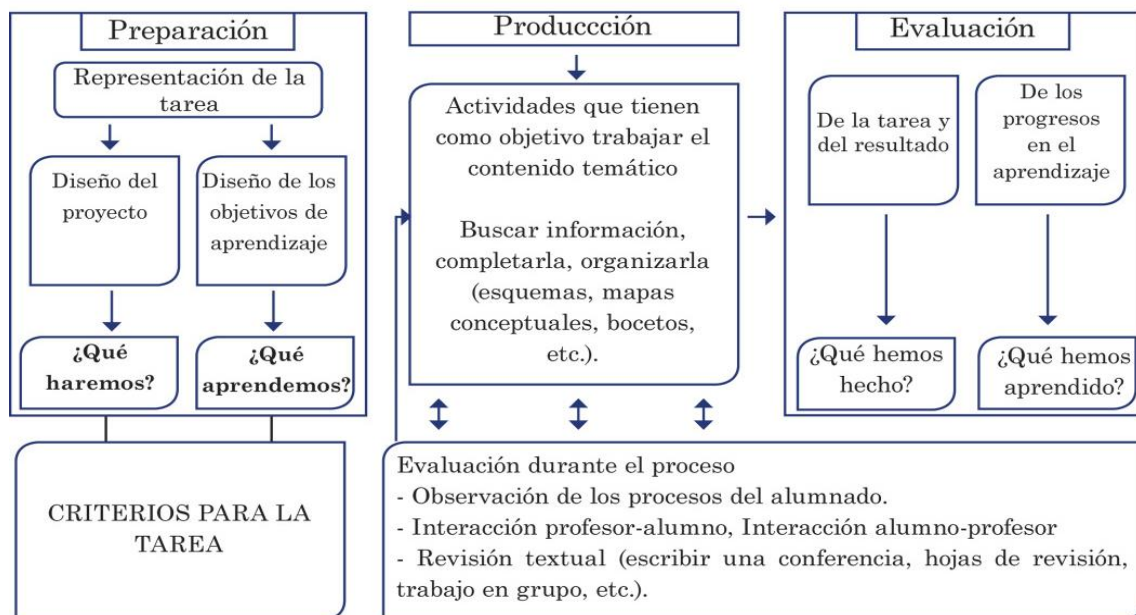 Preparación
Representación de la
tarea
Diseño del
proyecto
Diseño de los
objetivos de
aprendizaje
¿Qué
haremos?
¿Qué
aprendemos?
CRITERIOS PARA LA
TAREA
Produccción
Actividades que tienen
como objetivo trabajar el
contenido temático
Buscar información,
completarla, organizarla
(esquemas, mapas
conceptuales, bocetos,
etc.).
Evaluación durante el proceso
- Observación de los procesos del alumnado.
- Interacción profesor-alumno, Interacción alumno-profesor
- Revisión textual (escribir una conferencia, hojas de revisión,
trabajo en grupo, etc.).
Evaluación
De la tarea y
del resultado
De los
progresos
en el
aprendizaje
¿Qué hemos
hecho?
¿Qué hemos
aprendido?